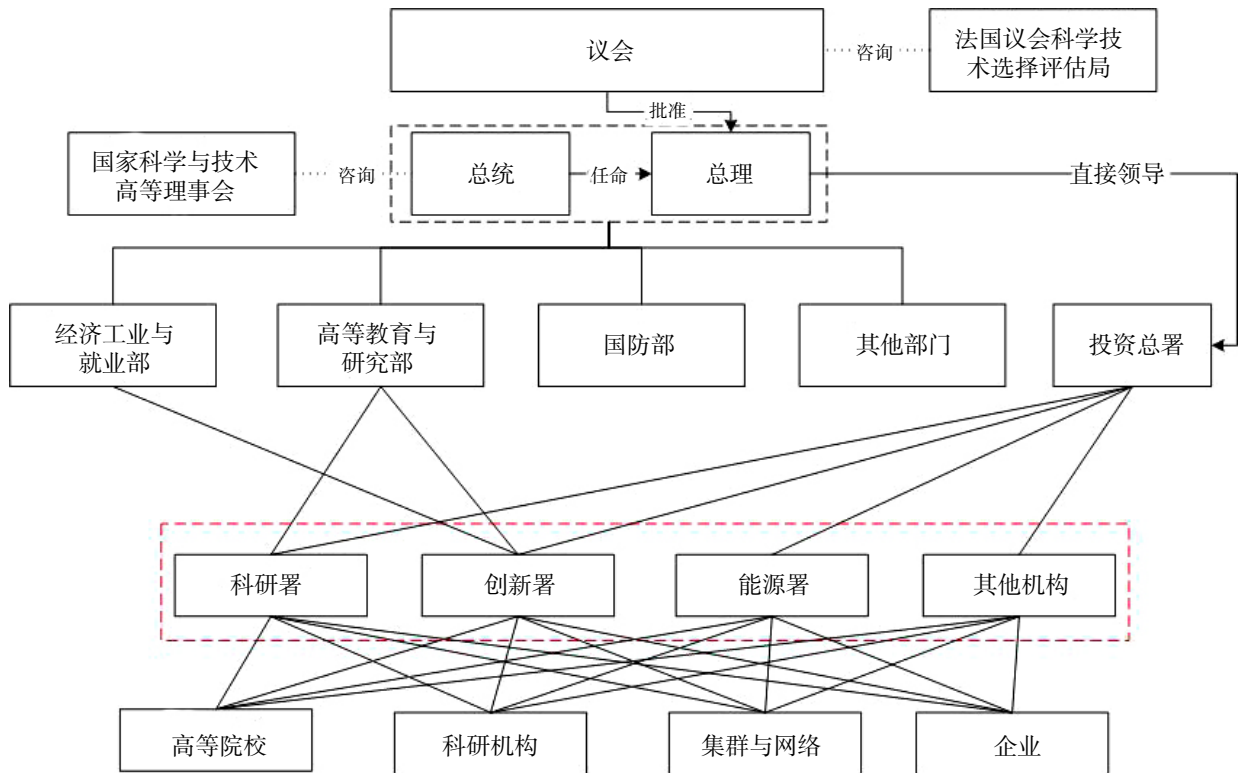 议会
咨询
法国议会科学技
术选择评估局
批准
国家科学与技术
高等理事会
咨询
总统
任命
总理
直接领导
经济工业与
就业部
高等教育与
研究部
国防部
其他部门
投资总署
科研署
创新署
能源署
其他机构
高等院校
科研机构
集群与网络
企业